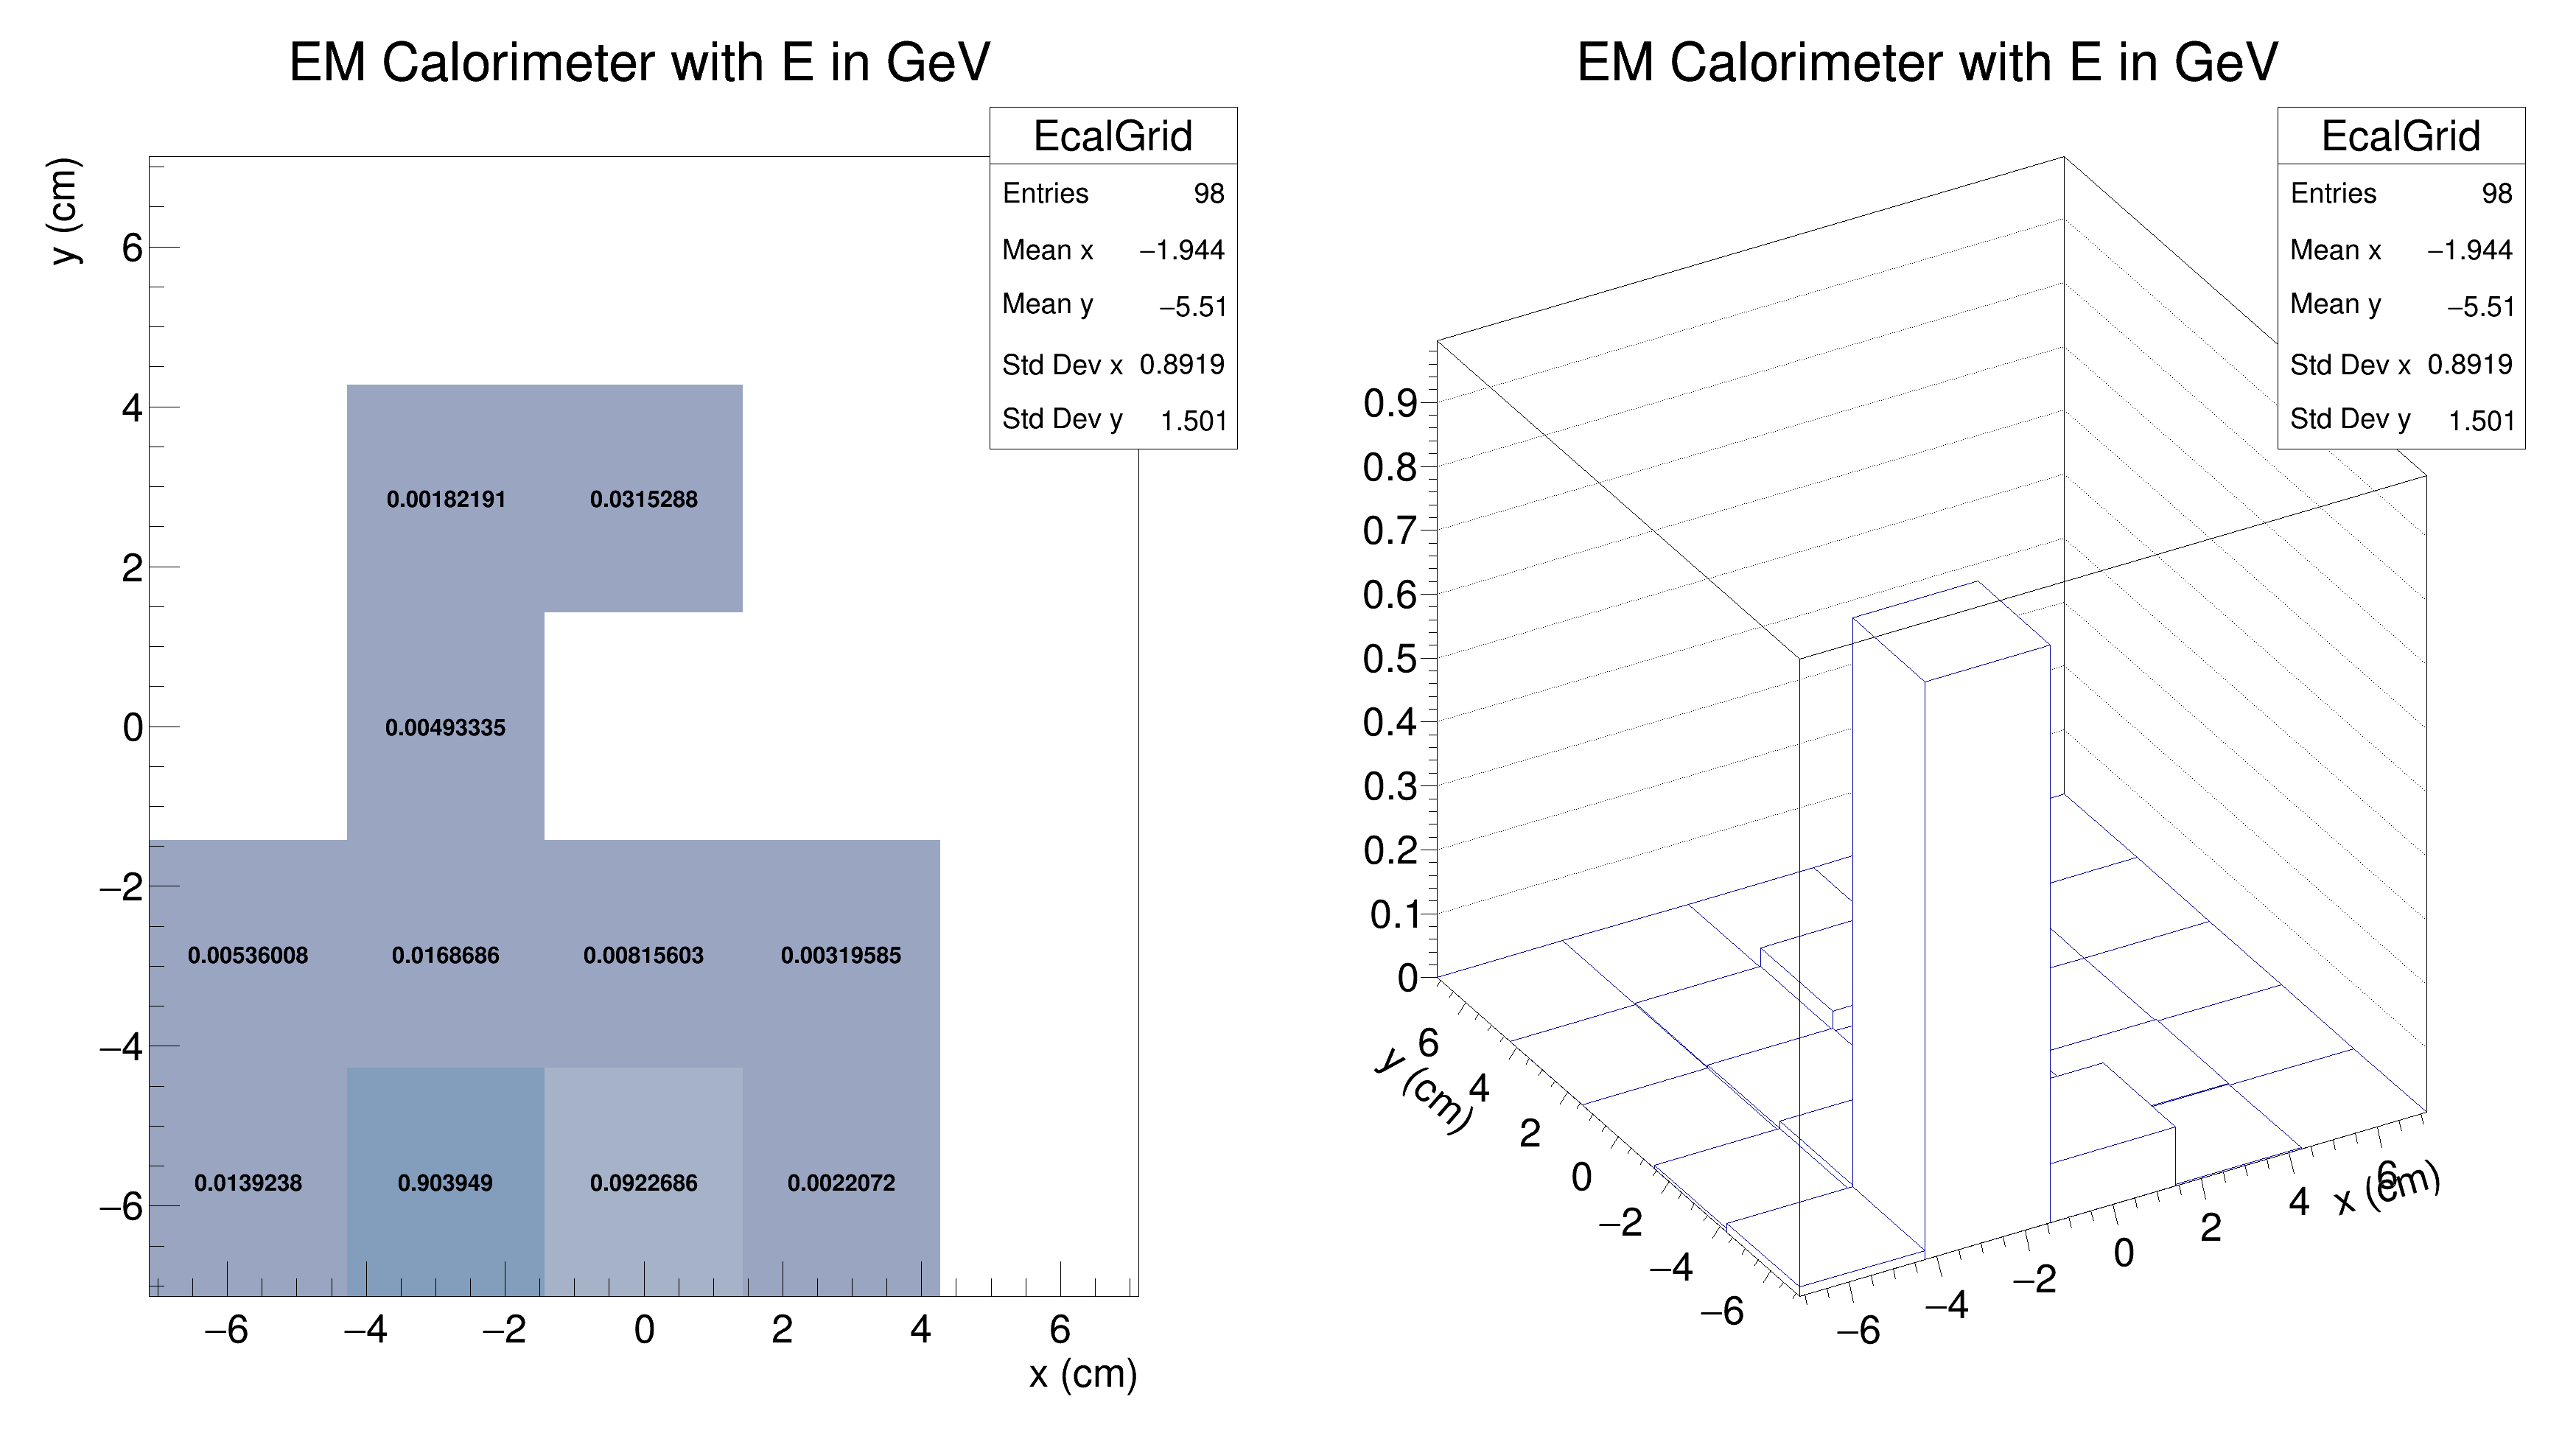 EM Calorimeter with E in GeV
EcalGrid
Entries 98
Mean x −1.944
Mean y −5.51
Std Dev x 0.8919
Std Dev y 1.501
y (cm)
6
4
2
0
−2
−4
−6
0.00182191 0.0315288
0.00493335
0.00536008 0.0168686 0.00815603 0.00319585
0.0139238 0.903949 0.0922686 0.0022072
−6 −4 −2 0 2 4 6
x (cm)
EM Calorimeter with E in GeV
EcalGrid
Entries 98
Mean x −1.944
Mean y −5.51
Std Dev x 0.8919
Std Dev y 1.501
0.9
0.8
0.7
0.6
0.5
0.4
0.3
0.2
0.1
0
y (cm)
6
4
2
0
−2
−4
−6
−6 −4 −2 0 2 4 6
x (cm)